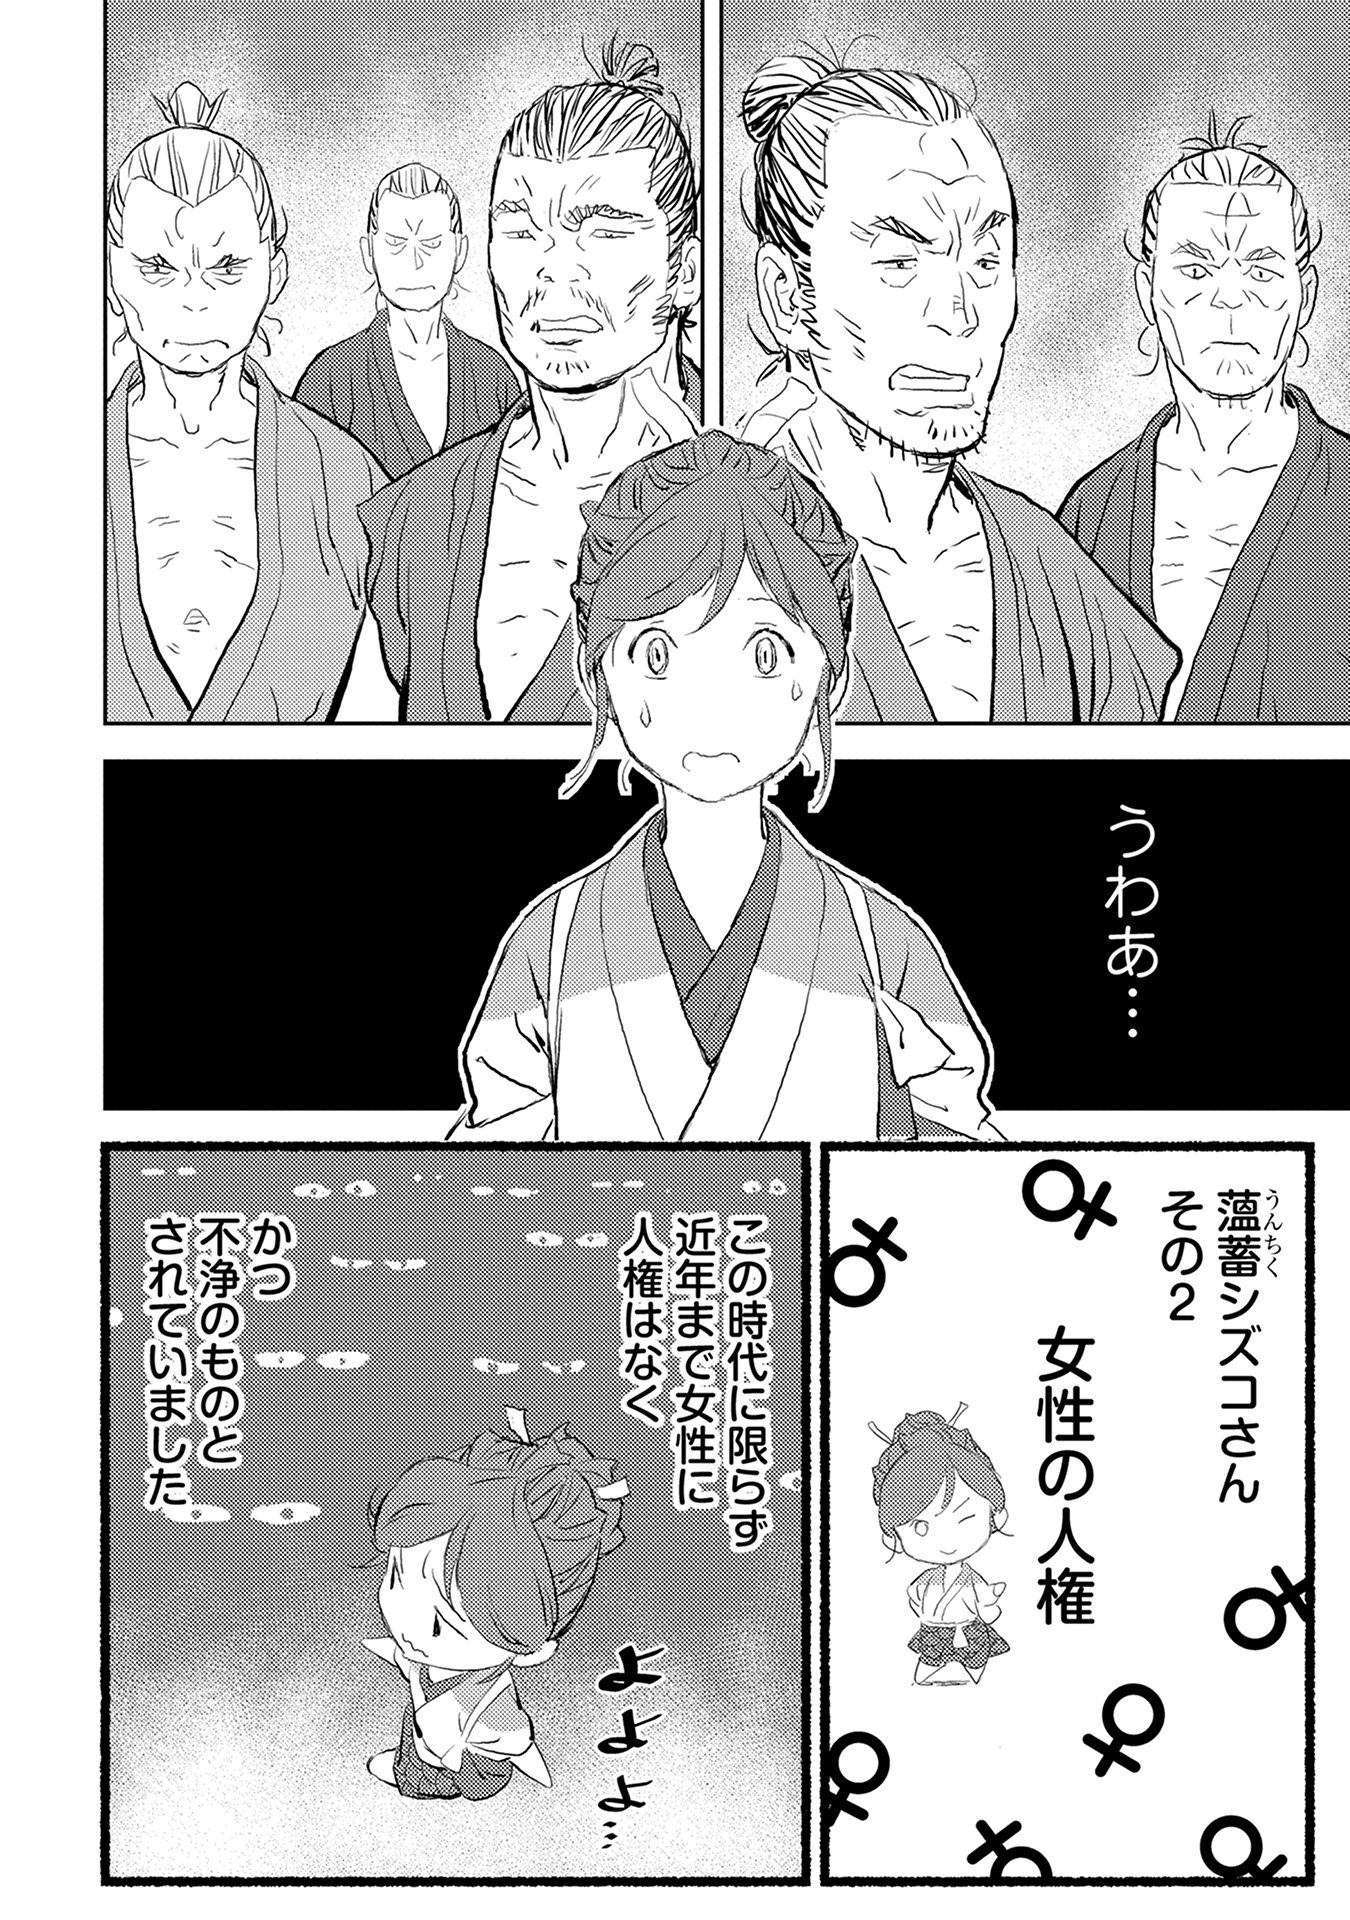 うわぁ…
薀蓄シズコさん
うんちく
その2
女性の人権
この時代に限らず
近年まで女性に
人権はなく
かつ
不浄のものと
されていました
よよよ…